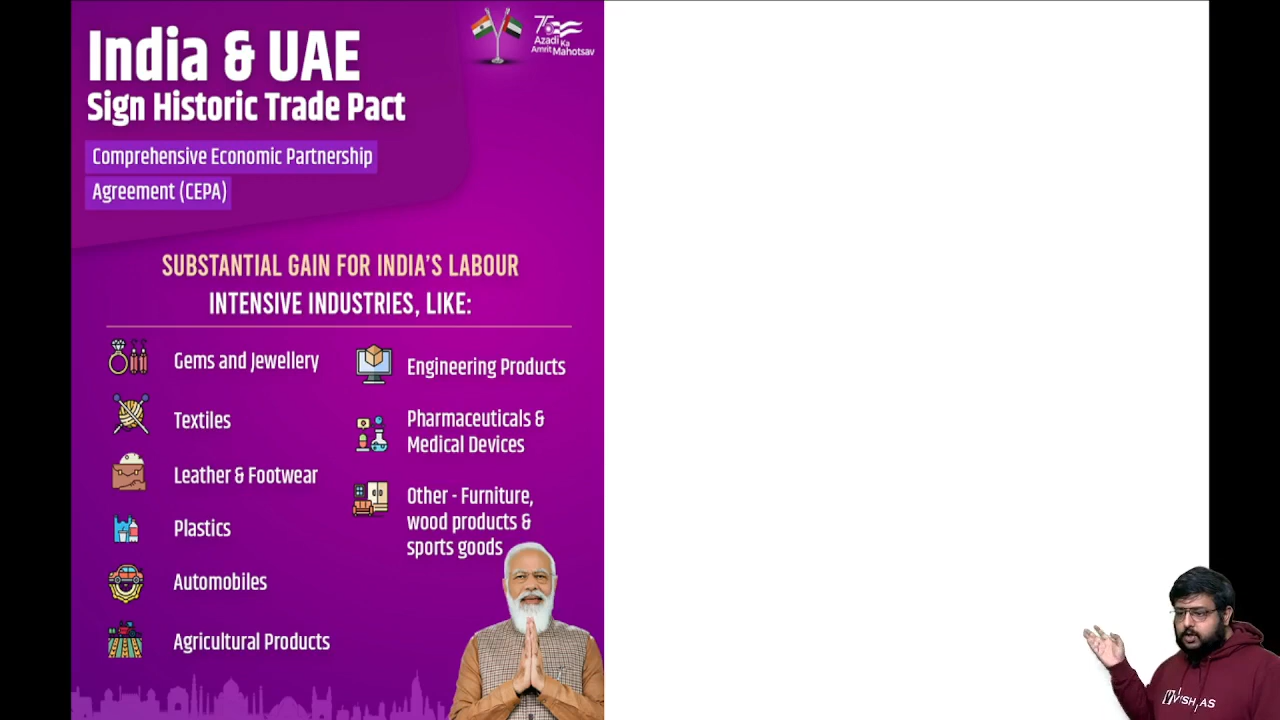 India & UAE
Sign Historic Trade Pact
Comprehensive Economic Partnership
Agreement (CEPA)
75
Azadi Ka
Amrit Mahotsav
SUBSTANTIAL GAIN FOR INDIA'S LABOUR
INTENSIVE INDUSTRIES, LIKE:
Gems and Jewellery
Textiles
Leather & Footwear
Plastics
Automobiles
Agricultural Products
Engineering Products
Pharmaceuticals &
Medical Devices
Other - Furniture,
wood products &
sports goods